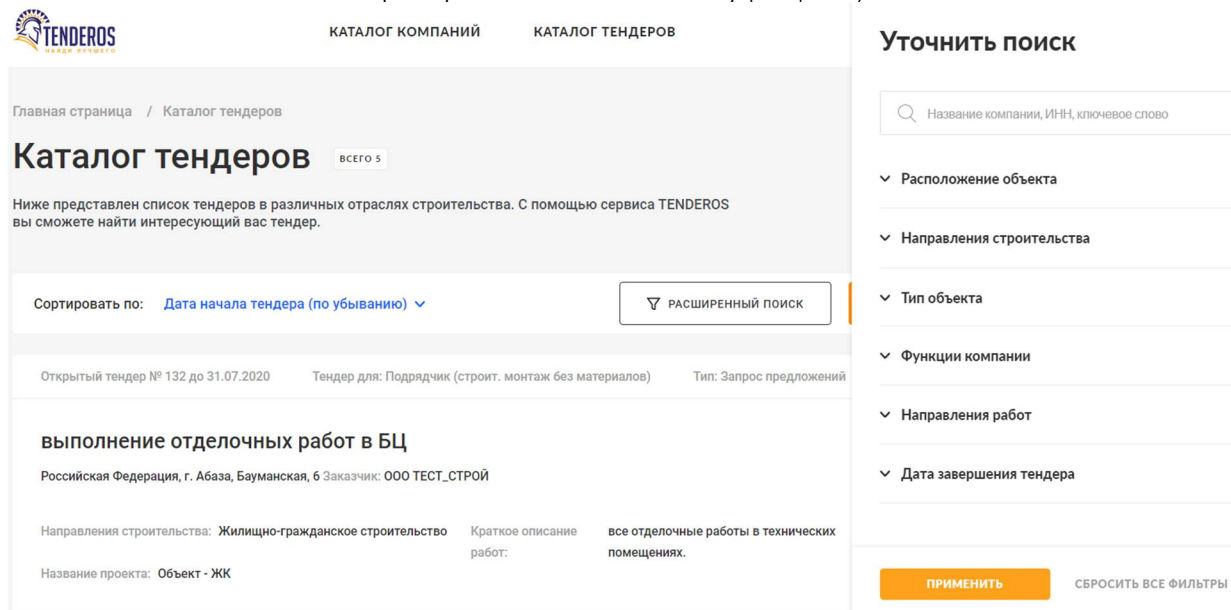 TENDEROS
НАЙДИ ЛУЧШЕГО
КАТАЛОГ КОМПАНИЙ
КАТАЛОГ ТЕНДЕРОВ
Главная страница / Каталог тендеров
Каталог тендеров
ВСЕГО 5
Ниже представлен список тендеров в различных отраслях строительства. С помощью сервиса TENDEROS
вы сможете найти интересующий вас тендер.
Сортировать по: Дата начала тендера (по убыванию)
РАСШИРЕННЫЙ ПОИСК
Открытый тендер № 132 до 31.07.2020
Тендер для: Подрядчик (строит. монтаж без материалов)
Тип: Запрос предложений
выполнение отделочных работ в БЦ
Российская Федерация, г. Абаза, Бауманская, 6 Заказчик: ООО ТЕСТ_СТРОЙ
Направления строительства: Жилищно-гражданское строительство
Краткое описание
работ:
все отделочные работы в технических
помещениях.
Название проекта: Объект - ЖК
Уточнить поиск
Название компании, ИНН, ключевое слово
Расположение объекта
Направления строительства
Тип объекта
Функции компании
Направления работ
Дата завершения тендера
ПРИМЕНИТЬ
СБРОСИТЬ ВСЕ ФИЛЬТРЫ